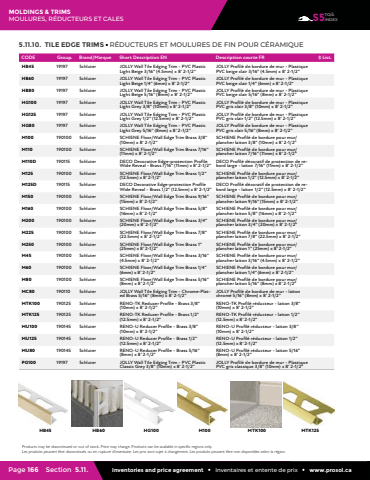 MOLDINGS & TRIMS
MOULURES, RÉDUCTEURS ET CALES
5.11.10. TILE EDGE TRIMS • RÉDUCTEURS ET MOULURES DE FIN POUR CÉRAMIQUE
CODE Group. Brand/Marque Short Description EN Description courte FR $ List.
HB45 19197 Schluter JOLLY Wall Tile Edging Trim - PVC Plastic JOLLY Profilé de bordure de mur - Plastique
Light Beige 3/16" (4.5mm) x 8' 2-1/2" PVC beige clair 3/16" (4.5mm) x 8' 2-1/2"
HB60 19197 Schluter JOLLY Wall Tile Edging Trim - PVC Plastic JOLLY Profilé de bordure de mur - Plastique
Light Beige 1/4" (6mm) x 8' 2-1/2" PVC beige clair 1/4" (6mm) x 8' 2-1/2"
HB80 19197 Schluter JOLLY Wall Tile Edging Trim - PVC Plastic JOLLY Profilé de bordure de mur - Plastique
Light Beige 5/16" (8mm) x 8' 2-1/2" PVC beige clair 5/16" (8mm) x 8' 2-1/2"
HG100 19197 Schluter JOLLY Wall Tile Edging Trim - PVC Plastic JOLLY Profilé de bordure de mur - Plastique
Light Grey 3/8" (10mm) x 8' 2-1/2" PVC gris clair 3/8" (10mm) x 8' 2-1/2"
HG125 19197 Schluter JOLLY Wall Tile Edging Trim - PVC Plastic JOLLY Profilé de bordure de mur - Plastique
Light Grey 1/2" (12.5mm) x 8' 2-1/2" PVC gris clair 1/2" (12.5mm) x 8' 2-1/2"
HG80 19197 Schluter JOLLY Wall Tile Edging Trim - PVC Plastic JOLLY Profilé de bordure de mur - Plastique
Light Grey 5/16" (8mm) x 8' 2-1/2" PVC gris clair 5/16" (8mm) x 8' 2-1/2"
M100 190100 Schluter SCHIENE Floor/Wall Edge Trim Brass 3/8" SCHIENE Profilé de bordure pour mur/
(10mm) x 8' 2-1/2" plancher laiton 3/8" (10mm) x 8' 2-1/2"
M110 190100 Schluter SCHIENE Floor/Wall Edge Trim Brass 7/16" SCHIENE Profilé de bordure pour mur/
(11mm) x 8' 2-1/2" plancher laiton 7/16" (11mm) x 8' 2-1/2"
M110D 190115 Schluter DECO Decorative Edge-protection Profile DECO Profilé décoratif de protection de re-
Wide Reveal - Brass 7/16" (11mm) x 8' 2-1/2" bord large - laiton 7/16" (11mm) x 8' 2-1/2"
M125 190100 Schluter SCHIENE Floor/Wall Edge Trim Brass 1/2" SCHIENE Profilé de bordure pour mur/
(12.5mm) x 8' 2-1/2" plancher laiton 1/2" (12.5mm) x 8' 2-1/2"
M125D 190115 Schluter DECO Decorative Edge-protection Profile DECO Profilé décoratif de protection de re-
Wide Reveal - Brass 1/2" (12.5mm) x 8' 2-1/2" bord large - laiton 1/2" (12.5mm) x 8' 2-1/2"
M150 190100 Schluter SCHIENE Floor/Wall Edge Trim Brass 9/16" SCHIENE Profilé de bordure pour mur/
(15mm) x 8' 2-1/2" plancher laiton 9/16" (15mm) x 8' 2-1/2"
M160 190100 Schluter SCHIENE Floor/Wall Edge Trim Brass 5/8" SCHIENE Profilé de bordure pour mur/
(16mm) x 8' 2-1/2" plancher laiton 5/8" (16mm) x 8' 2-1/2"
M200 190100 Schluter SCHIENE Floor/Wall Edge Trim Brass 3/4" SCHIENE Profilé de bordure pour mur/
(20mm) x 8' 2-1/2" plancher laiton 3/4" (20mm) x 8' 2-1/2"
M225 190100 Schluter SCHIENE Floor/Wall Edge Trim Brass 7/8" SCHIENE Profilé de bordure pour mur/
(22.5mm) x 8' 2-1/2" plancher laiton 7/8" (22.5mm) x 8' 2-1/2"
M250 190100 Schluter SCHIENE Floor/Wall Edge Trim Brass 1" SCHIENE Profilé de bordure pour mur/
(25mm) x 8' 2-1/2" plancher laiton 1" (25mm) x 8' 2-1/2"
M45 190100 Schluter SCHIENE Floor/Wall Edge Trim Brass 3/16" SCHIENE Profilé de bordure pour mur/
(4.5mm) x 8' 2-1/2" plancher laiton 3/16" (4.5mm) x 8' 2-1/2"
M60 190100 Schluter SCHIENE Floor/Wall Edge Trim Brass 1/4" SCHIENE Profilé de bordure pour mur/
(6mm) x 8' 2-1/2" plancher laiton 1/4" (6mm) x 8' 2-1/2"
M80 190100 Schluter SCHIENE Floor/Wall Edge Trim Brass 5/16" SCHIENE Profilé de bordure pour mur/
(8mm) x 8' 2-1/2" plancher laiton 5/16" (8mm) x 8' 2-1/2"
MC80 190110 Schluter JOLLY Wall Tile Edging Trim - Chrome-Plat- JOLLY Profilé de bordure de mur - laiton
ed Brass 5/16" (8mm) x 8' 2-1/2" chromé 5/16" (8mm) x 8' 2-1/2"
MTK100 190125 Schluter RENO-TK Reducer Profile - Brass 3/8" RENO-TK Profilé réducteur - laiton 3/8"
(10mm) x 8' 2-1/2" (10mm) x 8' 2-1/2"
MTK125 190125 Schluter RENO-TK Reducer Profile - Brass 1/2" RENO-TK Profilé réducteur - laiton 1/2"
(12.5mm) x 8' 2-1/2" (12.5mm) x 8' 2-1/2"
MU100 190145 Schluter RENO-U Reducer Profile - Brass 3/8" RENO-U Profilé réducteur - laiton 3/8"
(10mm) x 8' 2-1/2" (10mm) x 8' 2-1/2"
MU125 190145 Schluter RENO-U Reducer Profile - Brass 1/2" RENO-U Profilé réducteur - laiton 1/2"
(12.5mm) x 8' 2-1/2" (12.5mm) x 8' 2-1/2"
MU80 190145 Schluter RENO-U Reducer Profile - Brass 5/16" RENO-U Profilé réducteur - laiton 5/16"
(8mm) x 8' 2-1/2" (8mm) x 8' 2-1/2"
PG100 19197 Schluter JOLLY Wall Tile Edging Trim - PVC Plastic JOLLY Profilé de bordure de mur - Plastique
Classic Grey 3/8" (10mm) x 8' 2-1/2" PVC gris classique 3/8" (10mm) x 8' 2-1/2"
HB45 HB60 HG100 M100 MTK100 MTK125
Products may be discontinued or out of stock. Price may change. Products can be available in specific regions only.
Les produits peuvent être discontinués ou en rupture d'inventaire. Les prix sont sujet à changement. Les produits peuvent être non disponibles selon la région.
Page 166 Section 5.11. Inventories and price agreement • Inventaires et entente de prix • www.prosol.ca